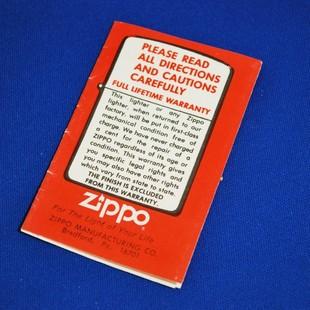 PLEASE READ
ALL DIRECTIONS
AND CAUTIONS
CAREFULLY
FULL LIFETIME WARRANTY
This lighter or any Zippo
lighter, when returned to our
factory, will be put in first-class
mechanical condition free of
charge. We have never charged
a cent for the repair of a
ZIPPO regardless of its age or
condition. This warranty gives
you specific legal rights and
you may also have other rights
which vary from state to state.
THE FINISH IS EXCLUDED
FROM THIS WARRANTY.
zippo
For The Light of Your Life
ZIPPO MANUFACTURING CO.
Bradford, Pa. 16701